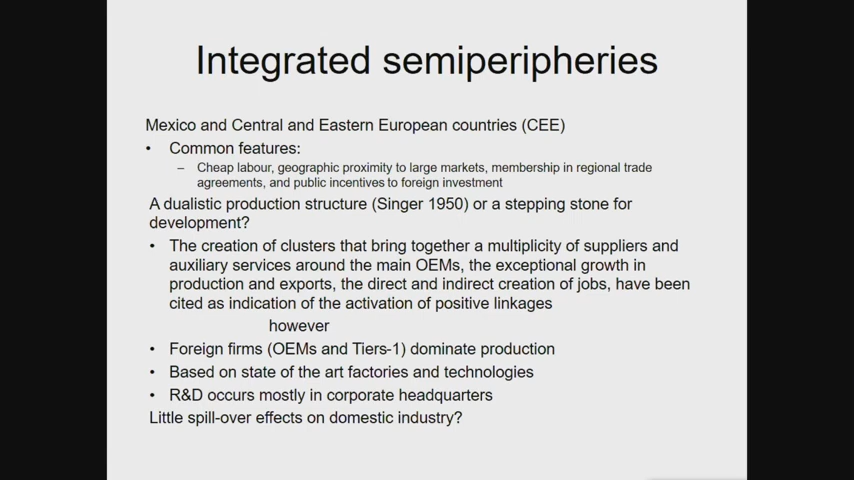 Integrated semiperipheries
Mexico and Central and Eastern European countries (CEE)
• Common features:
– Cheap labour, geographic proximity to large markets, membership in regional trade
agreements, and public incentives to foreign investment
A dualistic production structure (Singer 1950) or a stepping stone for
development?
• The creation of clusters that bring together a multiplicity of suppliers and
auxiliary services around the main OEMs, the exceptional growth in
production and exports, the direct and indirect creation of jobs, have been
cited as indication of the activation of positive linkages
however
• Foreign firms (OEMs and Tiers-1) dominate production
• Based on state of the art factories and technologies
• R&D occurs mostly in corporate headquarters
Little spill-over effects on domestic industry?